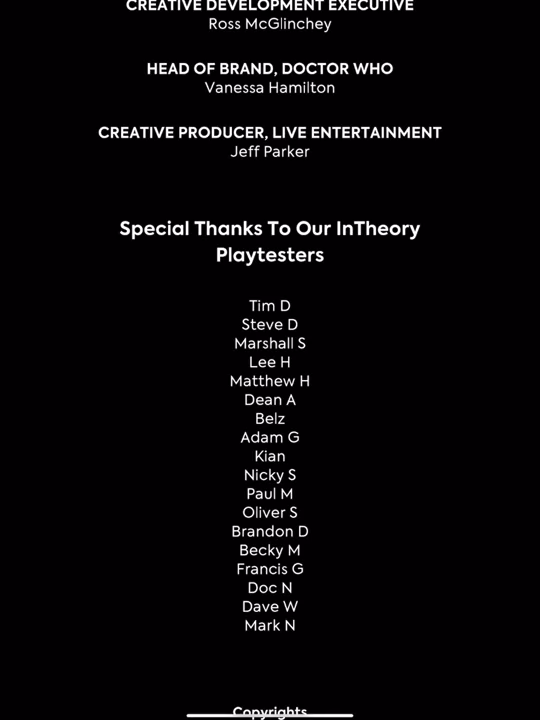 CREATIVE DEVELOPMENT EXECUTIVE
Ross McGlinchey
HEAD OF BRAND, DOCTOR WHO
Vanessa Hamilton
CREATIVE PRODUCER, LIVE ENTERTAINMENT
Jeff Parker
Special Thanks To Our InTheory
Playtesters
Tim D
Steve D
Marshall S
Lee H
Matthew H
Dean A
Belz
Adam G
Kian
Nicky S
Paul M
Oliver S
Brandon D
Becky M
Francis G
Doc N
Dave W
Mark N
Copyrights